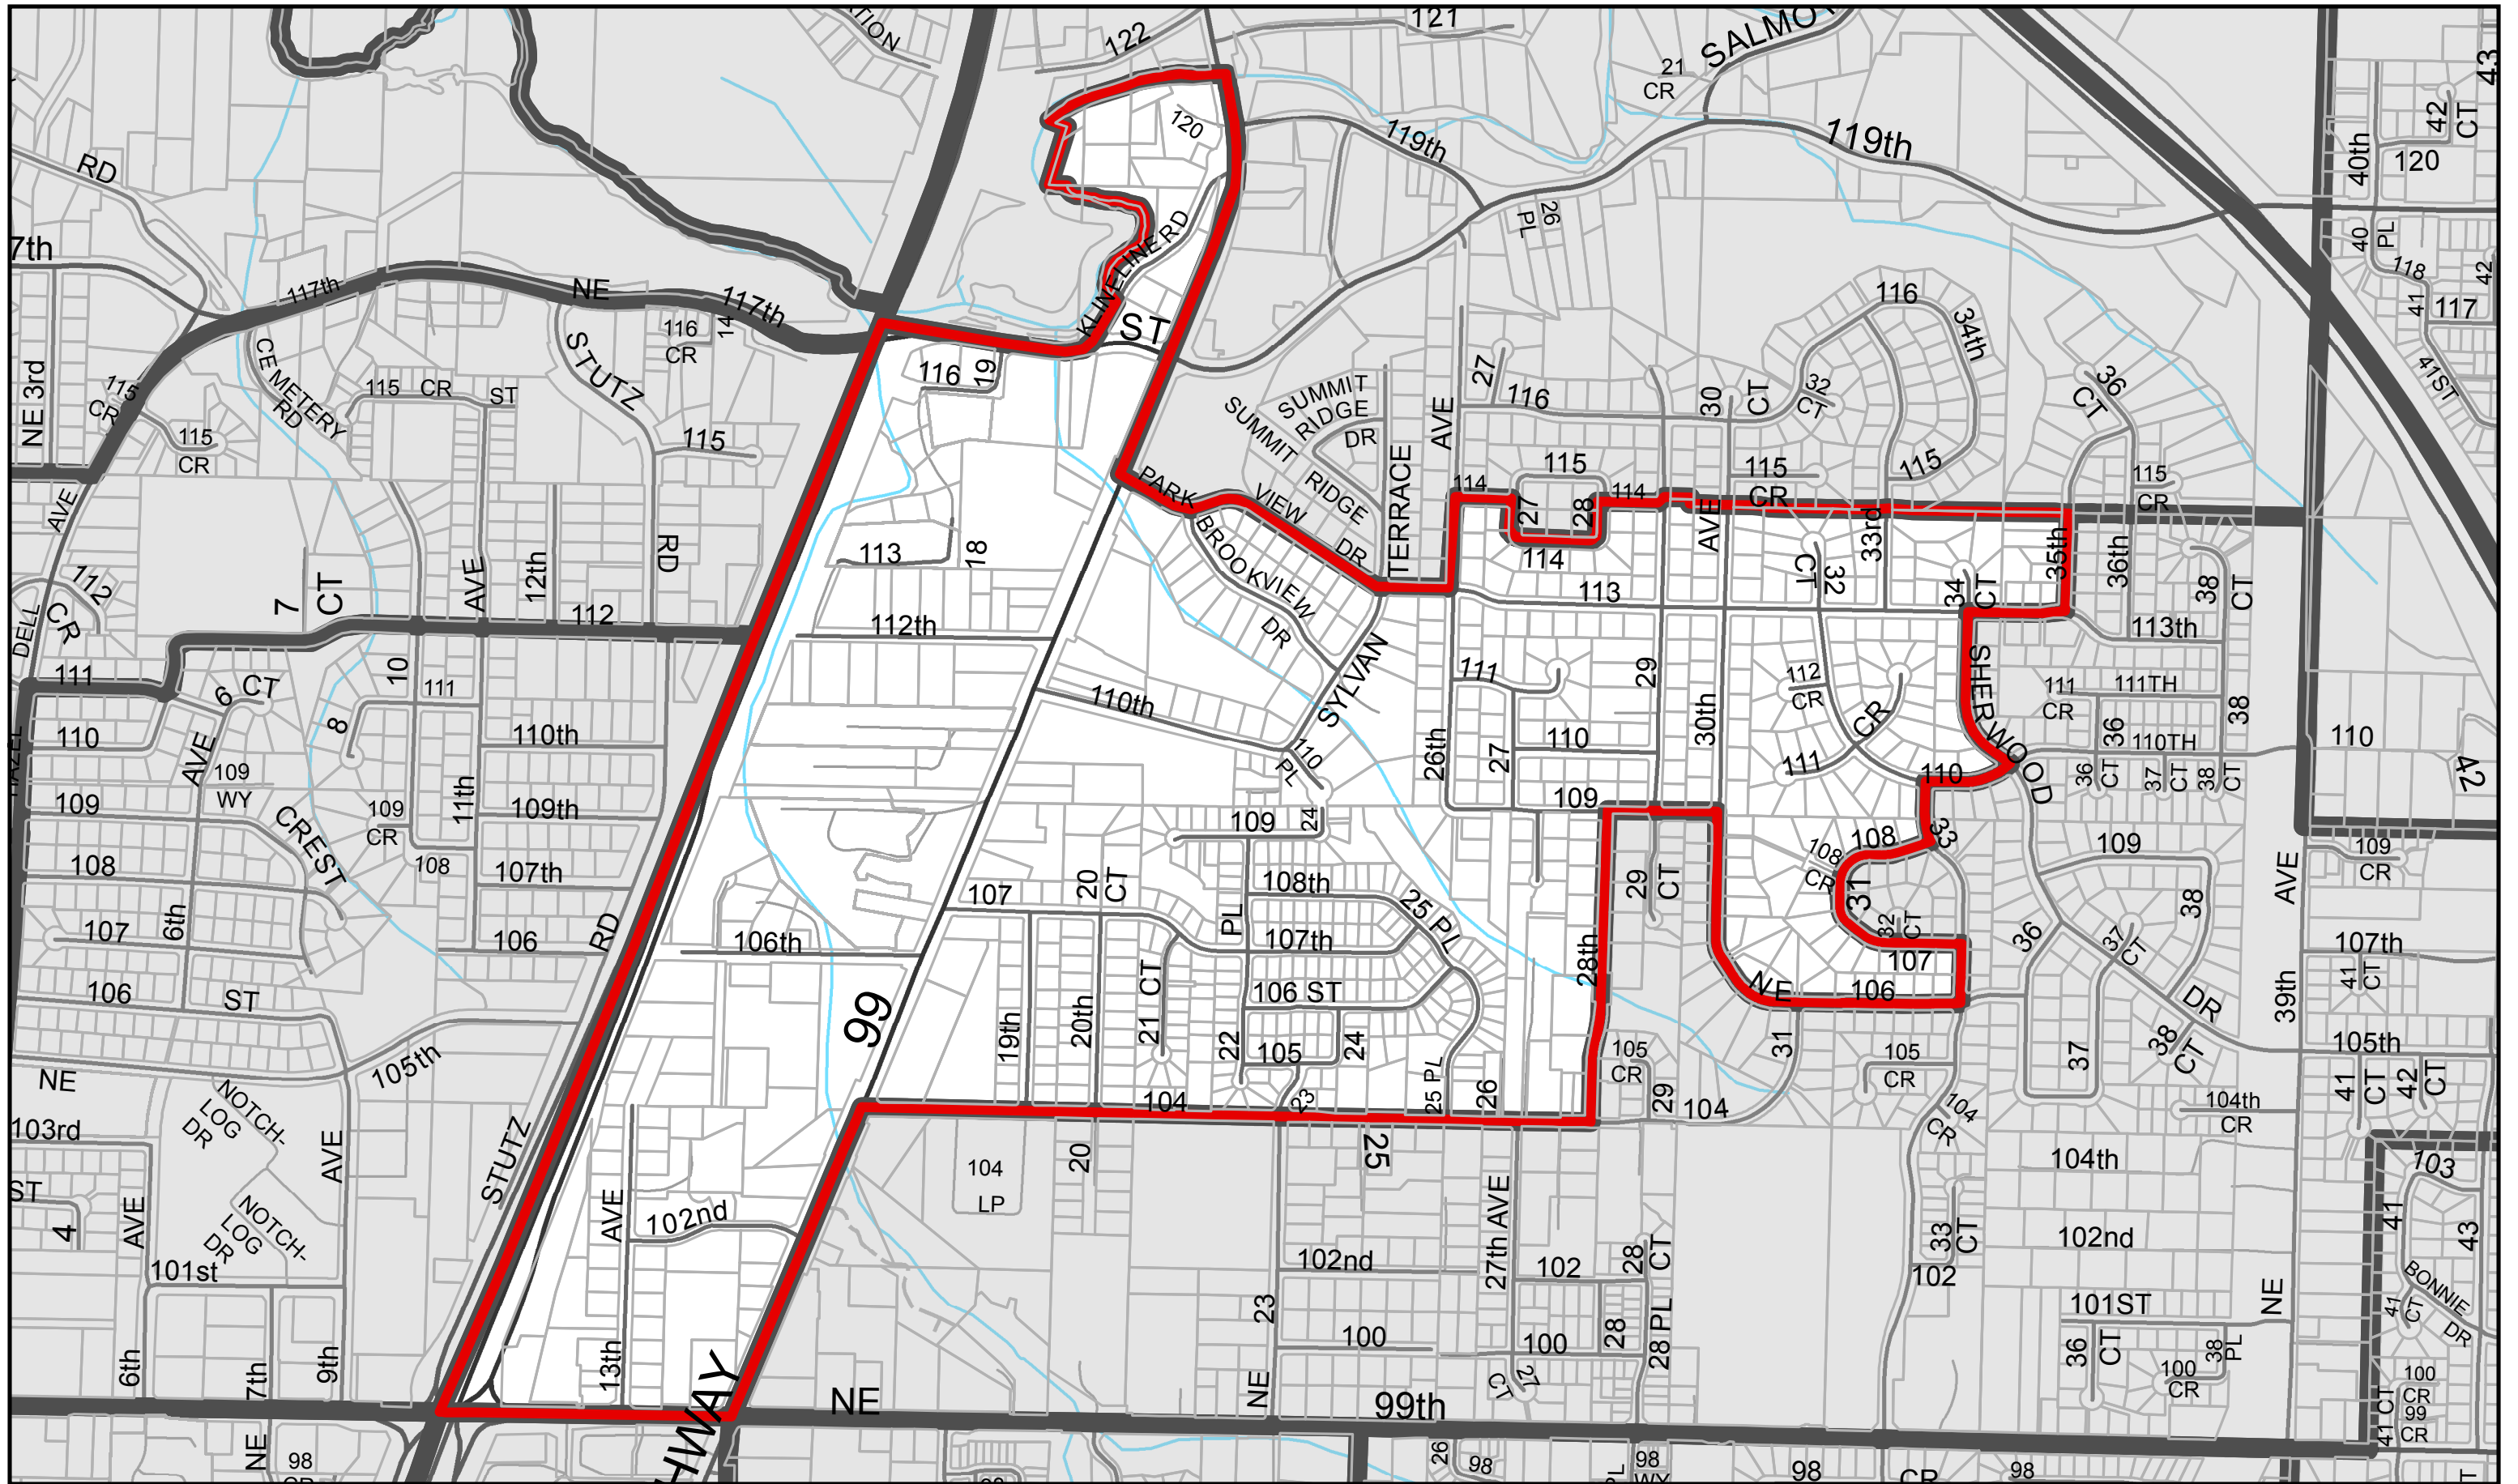 121
122
SALMO
21
CR
43
42
CT
119th
119th
120
40th
120
RD
7th
26
PL
KLINELINE RD
40
PL
118
42
41
117
117th
NE
117th
ST
116
CR
14
116
34th
NE 3rd
CEMETERY
RD
STUTZ
116
19
SUMMIT
RIDGE
DR
SUMMIT
RIDGE
27
116
30
CT
32
CT
36
CT
41ST
115
CR
115
CR
ST
115
CR
115
AVE
TERRACE
115
115
CR
115
115
CR
AVE
PARK
VIEW
DR
114
27
28
114
114
AVE
33rd
35th
36th
38
CT
BROOKVIEW
DR
113
18
RD
112
CR
DELL
7
CT
AVE
12th
112
112th
113
CT
32
34
CT
113th
SHERWOOD
SYLVAN
111
10
111
6
CT
8
110th
111
29
30th
112
CR
CR
111
111
CR
111TH
36
38
110TH
110
42
110
AVE
HAZEL
110th
110
PL
26th
27
110
110
36
CT
37
CT
38
CT
109
WY
109
CREST
109
CR
11th
109th
109
24
109
108
108
107th
108
33
108
CR
31
32
CT
29
CT
109
38
AVE
109
CR
107
6th
106
RD
106th
107
20
CT
108th
25 PL
PL
107th
28th
107
36
37
CT
107th
41
CT
106
ST
99
19th
20th
21 CT
106 ST
22
105
24
NE
106
DR
39th
NE
105th
104
23
25 PL
26
105
CR
29
104
31
105
CR
37
38
CT
105th
41
CT
42
CT
NOTCH-
LOG
DR
103rd
AVE
STUTZ
104
LP
20
25
104
CR
104th
CR
104th
103
ST
4
AVE
NOTCH-
LOG
DR
AVE
102nd
27th AVE
28
CT
33
CT
102nd
41
43
101st
102nd
102
102
BONNIE
DR
41
CT
23
28
28 PL
101ST
NE
6th
7th
9th
13th
100
100
27
CT
36
CT
100
CR
38
PL
100
CR
99
CR
41 CT
HWAY
NE
NE
99th
NE
98
26
98
98
WY
98
CR
98